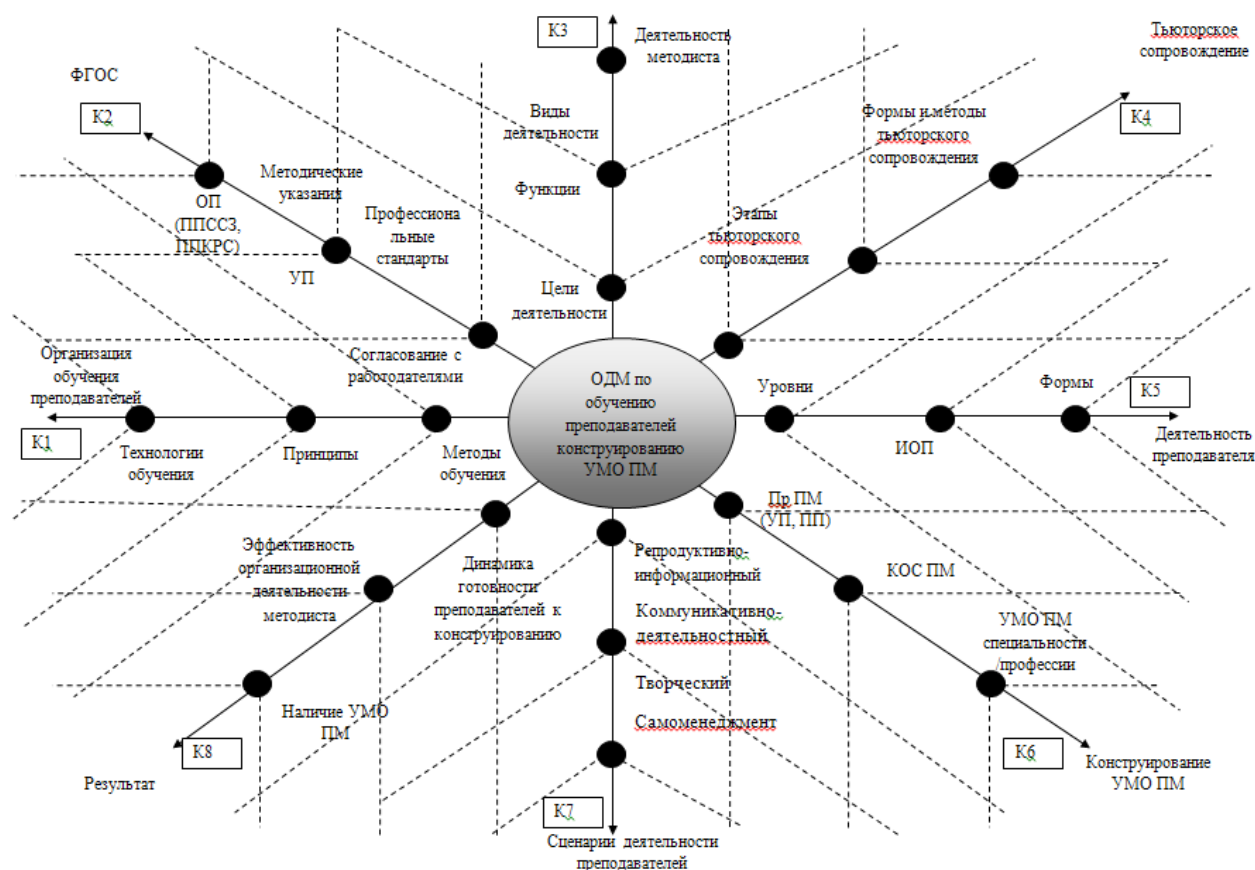 К3
Деятельность
методиста
Тьюторское
сопровождение
ФГОС
К2
Виды
деятельности
Формы и методы
тьюторского
сопровождения
К4
Методические
указания
Функции
ОП
(ППССЗ,
ППКРС)
Профессиона
льные
стандарты
Этапы
тьюторского
сопровождения
УП
Цели
деятельности
Организация
обучения
преподавателей
Согласование с
работодателями
ОДМ по
обучению
преподавателей
конструированию
УМО ПМ
Уровни
Формы
К5
К1
Технологии
обучения
Принципы
Методы
обучения
ИОП
Деятельность
преподавателя
Пр ПМ
(УП, ПП)
Эффективность
организационной
деятельности
методиста
Динамика
готовности
преподавателей к
конструированию
Репродуктивно-
информационный
КОС ПМ
Коммуникативно-
деятельностный
УМО ПМ
специальности
/профессии
Творческий
Наличие УМО
ПМ
Самоменеджмент
К8
К6
Результат
Конструирование
УМО ПМ
К7
Сценарии деятельности
преподавателей